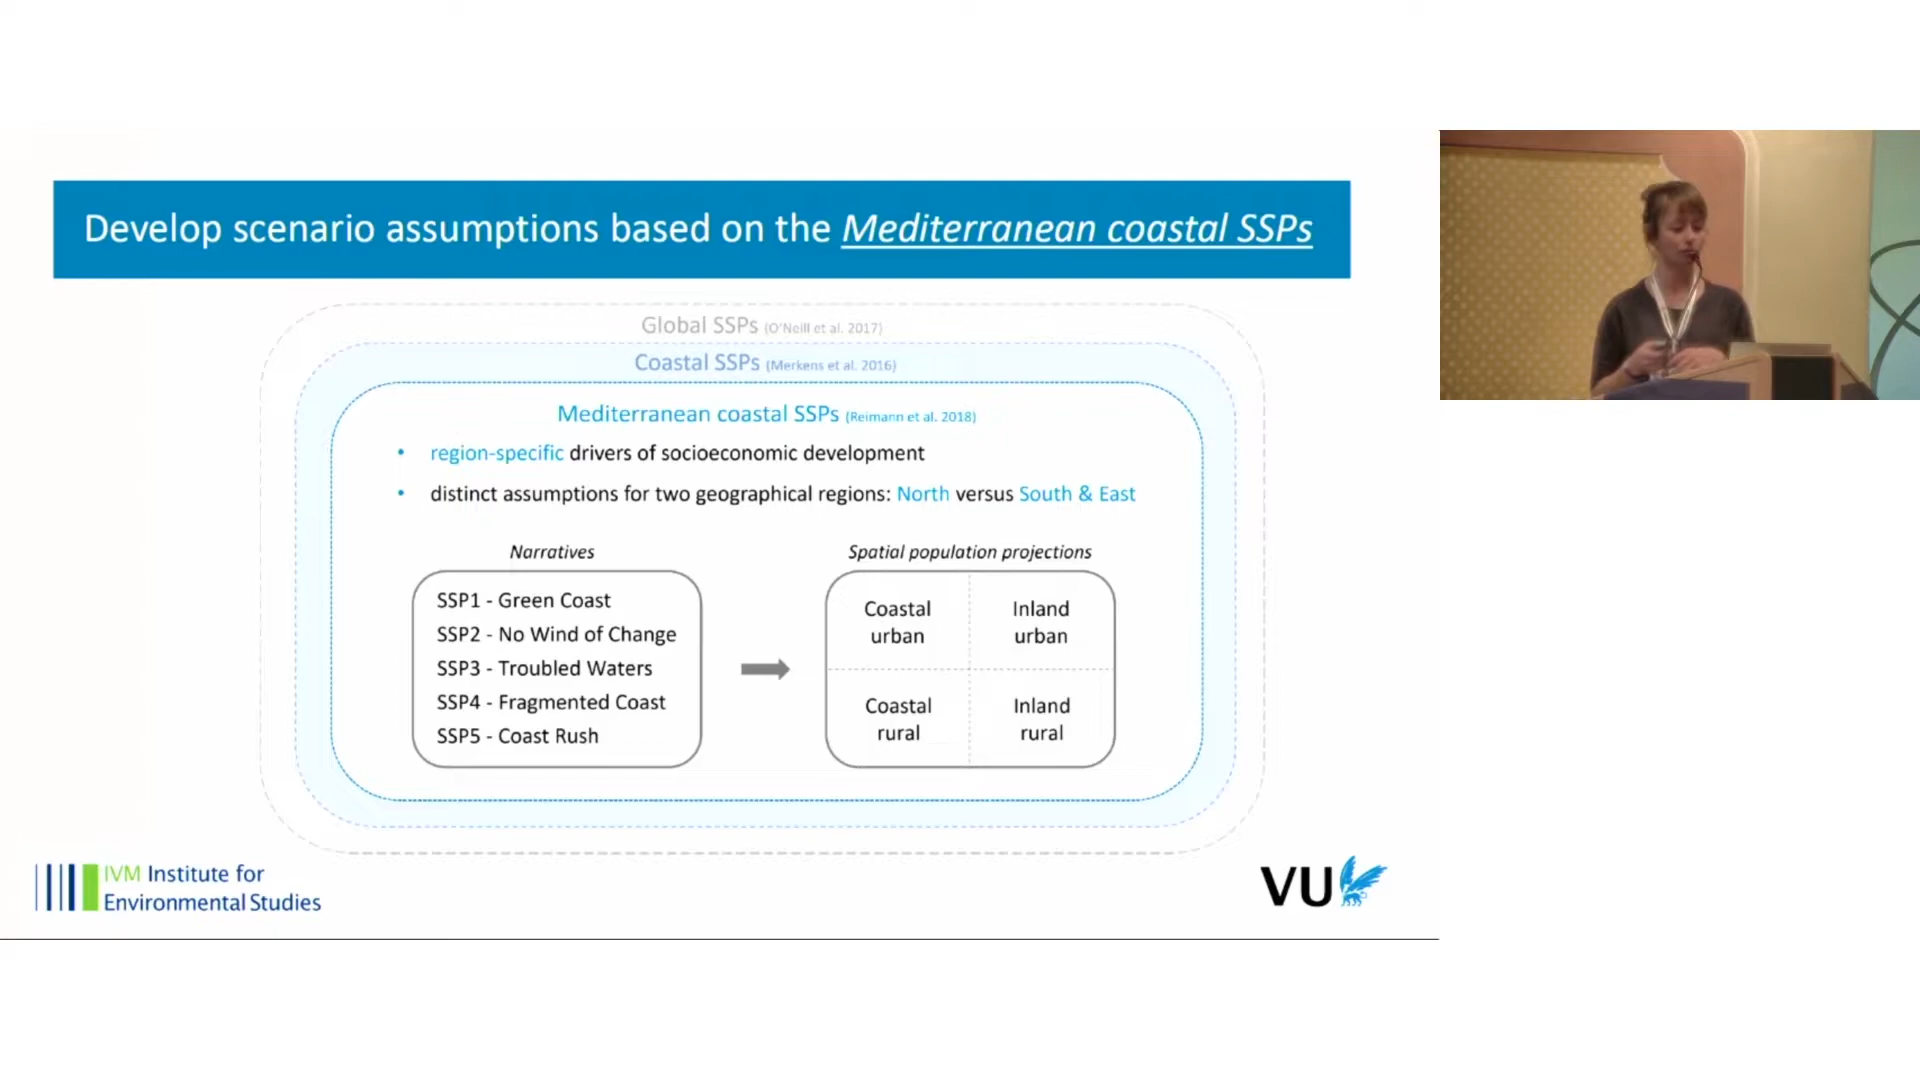 Develop scenario assumptions based on the Mediterranean coastal SSPs
Global SSPs (O'Neill et al. 2017)
Coastal SSPs (Merkens et al. 2016)
Mediterranean coastal SSPs (Reimann et al. 2018)
• region-specific drivers of socioeconomic development
• distinct assumptions for two geographical regions: North versus South & East
Narratives
SSP1 - Green Coast
SSP2 - No Wind of Change
SSP3 - Troubled Waters
SSP4 - Fragmented Coast
SSP5 - Coast Rush
Spatial population projections
Coastal
urban
Inland
urban
Coastal
rural
Inland
rural
IVM Institute for
Environmental Studies
VU